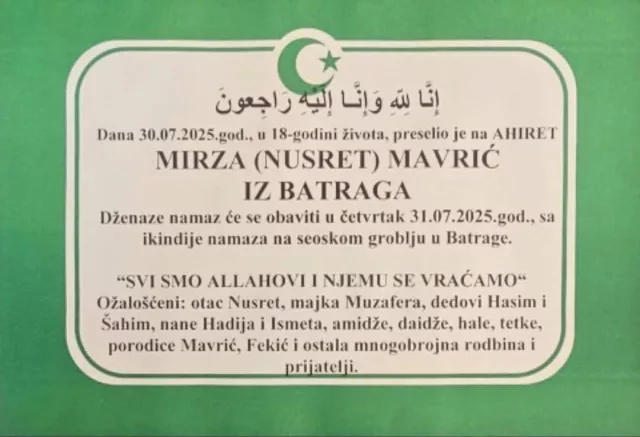 إِنَّا لِلّٰهِ وَإِنَّـا إِلَيْهِ رَاجِعونَ
Dana 30.07.2025.god., u 18-godini života, preselio je na AHIRET
MIRZA (NUSRET) MAVRIĆ
IZ BATRAGA
Dženaze namaz će se obaviti u četvrtak 31.07.2025.god., sa
ikindije namaza na seoskom groblju u Batrage.
“SVI SMO ALLAHOVI I NJEMU SE VRAĆAMO“
Ožalošćeni: otac Nusret, majka Muzafera, dedovi Hasim i
Šahim, nane Hadija i Ismeta, amidže, daidže, hale, tetke,
porodice Mavrić, Fekić i ostala mnogobrojna rodbina i
prijatelji.